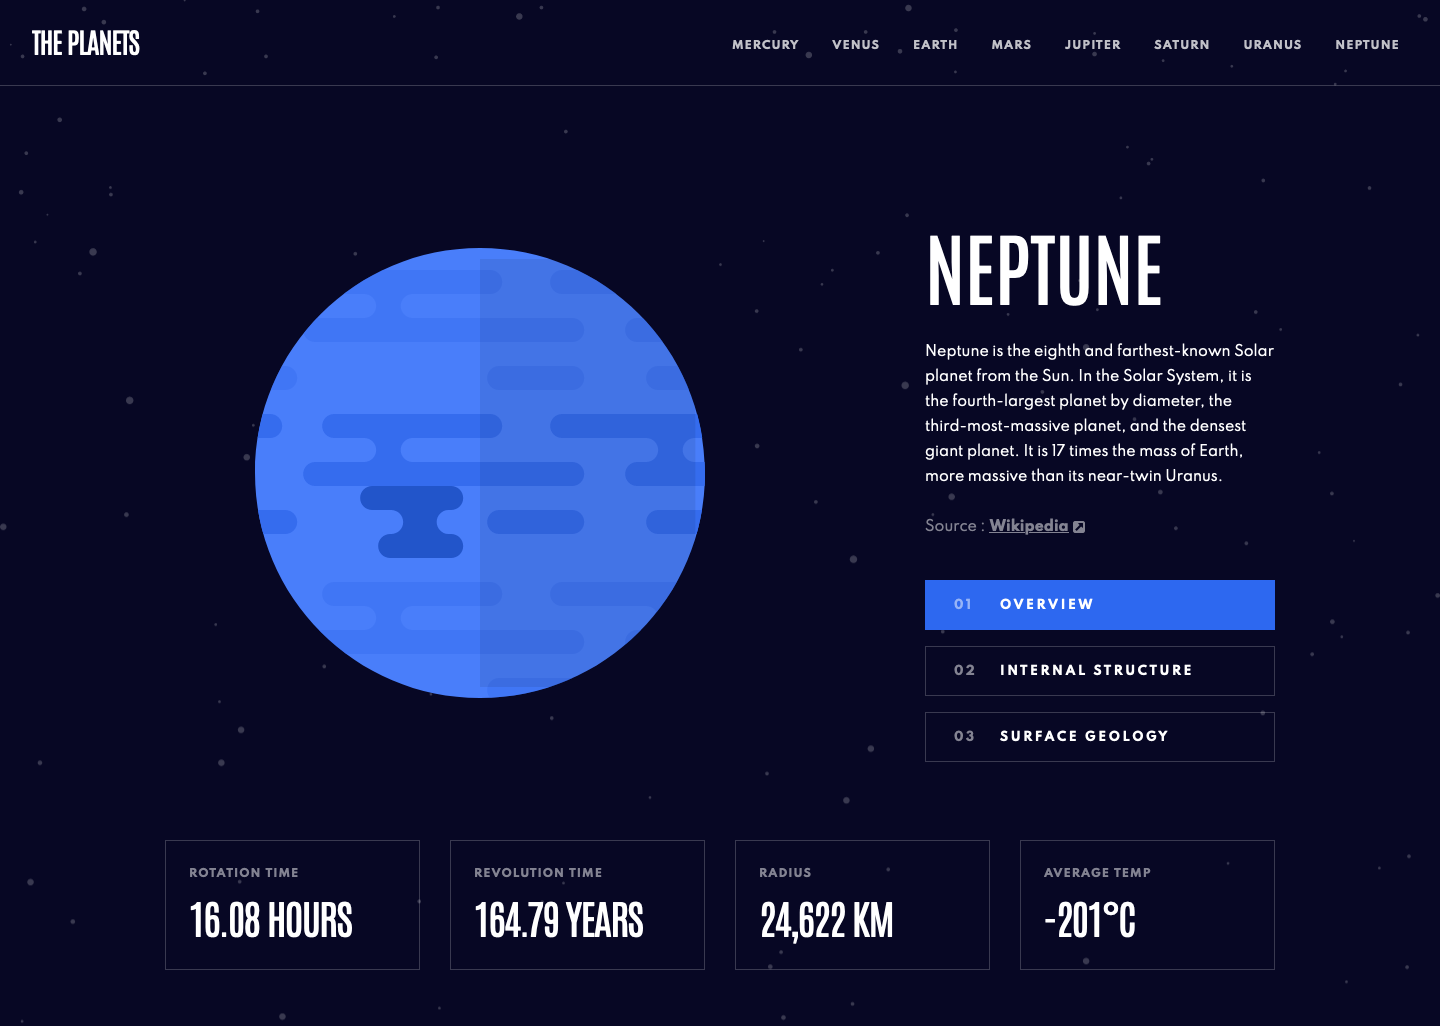 THE PLANETS
MERCURY VENUS EARTH MARS JUPITER SATURN URANUS NEPTUNE
NEPTUNE
Neptune is the eighth and farthest-known Solar
planet from the Sun. In the Solar System, it is
the fourth-largest planet by diameter, the
third-most-massive planet, and the densest
giant planet. It is 17 times the mass of Earth,
more massive than its near-twin Uranus.
Source : Wikipedia
01 OVERVIEW
02 INTERNAL STRUCTURE
03 SURFACE GEOLOGY
ROTATION TIME
16.08 HOURS
REVOLUTION TIME
164.79 YEARS
RADIUS
24,622 KM
AVERAGE TEMP
-201°C